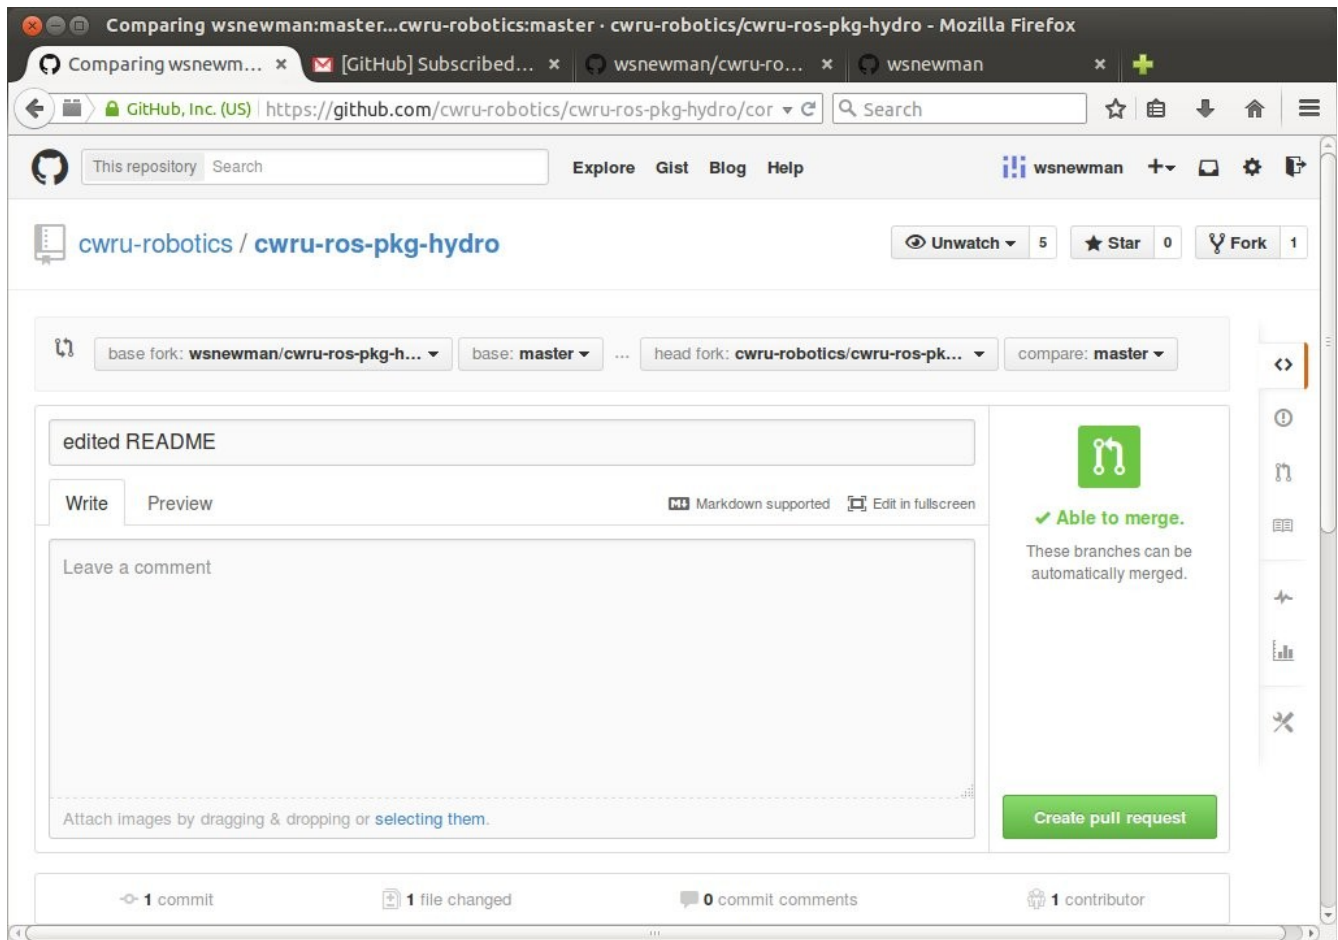 Comparing wsnewman:master...cwru-robotics:master · cwru-robotics/cwru-ros-pkg-hydro - Mozilla Firefox
Comparing wsnewm... × [GitHub] Subscribed... × wsnewman/cwru-ro... × wsnewman ×
GitHub, Inc. (US) https://github.com/cwru-robotics/cwru-ros-pkg-hydro/cor Search
This repository Search Explore Gist Blog Help wsnewman
cwru-robotics / cwru-ros-pkg-hydro Unwatch 5 Star 0 Fork 1
base fork: wsnewman/cwru-ros-pkg-h... base: master ... head fork: cwru-robotics/cwru-ros-pk... compare: master
edited README
Write Preview Markdown supported Edit in fullscreen
Able to merge.
These branches can be
automatically merged.
Leave a comment
Attach images by dragging & dropping or selecting them.
Create pull request
1 commit 1 file changed 0 commit comments 1 contributor